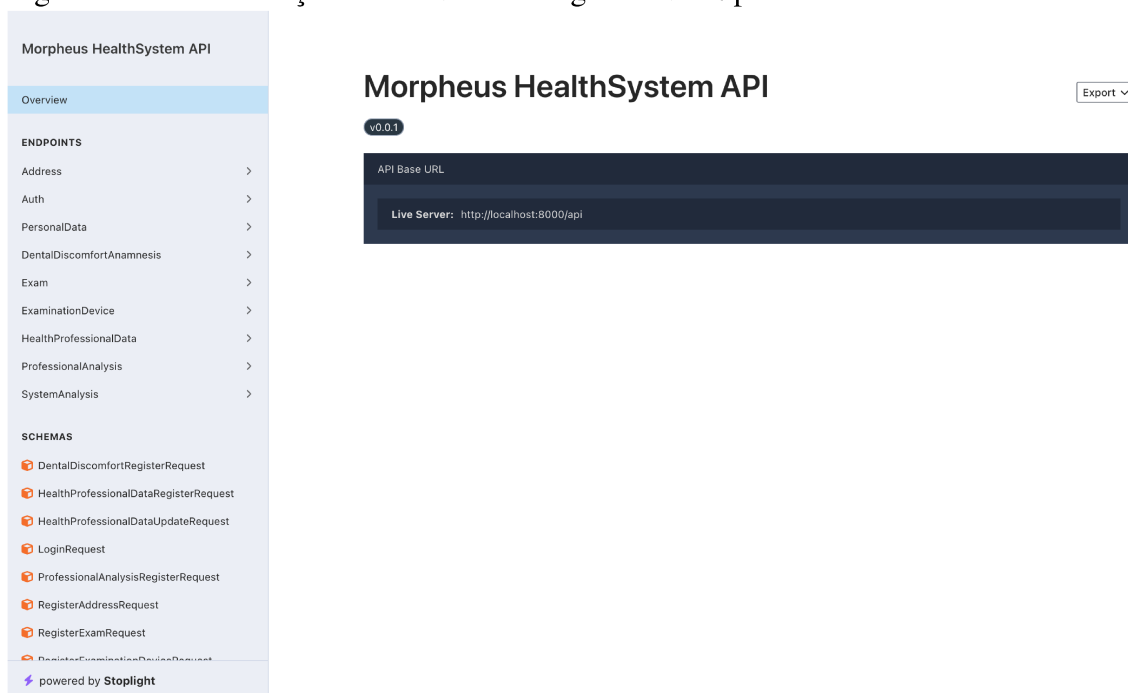 Morpheus HealthSystem API
Overview
ENDPOINTS
Address
Auth
PersonalData
DentalDiscomfortAnamnesis
Exam
ExaminationDevice
HealthProfessionalData
ProfessionalAnalysis
SystemAnalysis
SCHEMAS
DentalDiscomfortRegisterRequest
HealthProfessionalDataRegisterRequest
HealthProfessionalDataUpdateRequest
LoginRequest
ProfessionalAnalysisRegisterRequest
RegisterAddressRequest
RegisterExamRequest
RegisterExaminationDeviceRequest
powered by Stoplight
Morpheus HealthSystem API
Export
v0.0.1
API Base URL
Live Server: http://localhost:8000/api